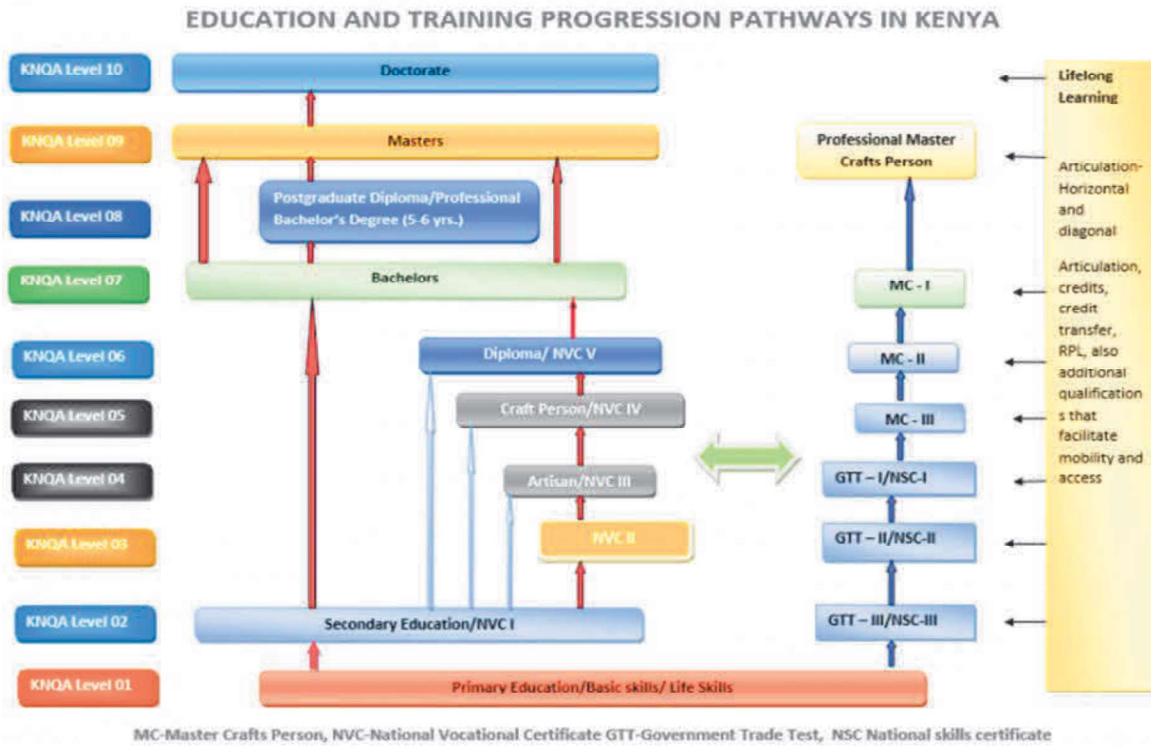 EDUCATION AND TRAINING PROGRESSION PATHWAYS IN KENYA
KNQA Level 10
Doctorate
KNQA Level 09
Masters
Professional Master
Crafts Person
KNQA Level 08
Postgraduate Diploma/Professional
Bachelor's Degree (5-6 yrs.)
KNQA Level 07
Bachelors
MC - I
KNQA Level 06
Diploma/ NVC V
MC - II
KNQA Level 05
Craft Person/NVC IV
MC - III
KNQA Level 04
Artisan/NVC III
GTT – I/NSC-I
KNQA Level 03
NVC II
GTT – II/NSC-II
KNQA Level 02
Secondary Education/NVC I
GTT – III/NSC-III
KNQA Level 01
Primary Education/Basic skills/ Life Skills
Lifelong
Learning
Articulation-
Horizontal
and
diagonal
Articulation,
credits,
credit
transfer,
RPL, also
additional
qualification
s that
facilitate
mobility and
access
MC-Master Crafts Person, NVC-National Vocational Certificate GTT-Government Trade Test, NSC National skills certificate